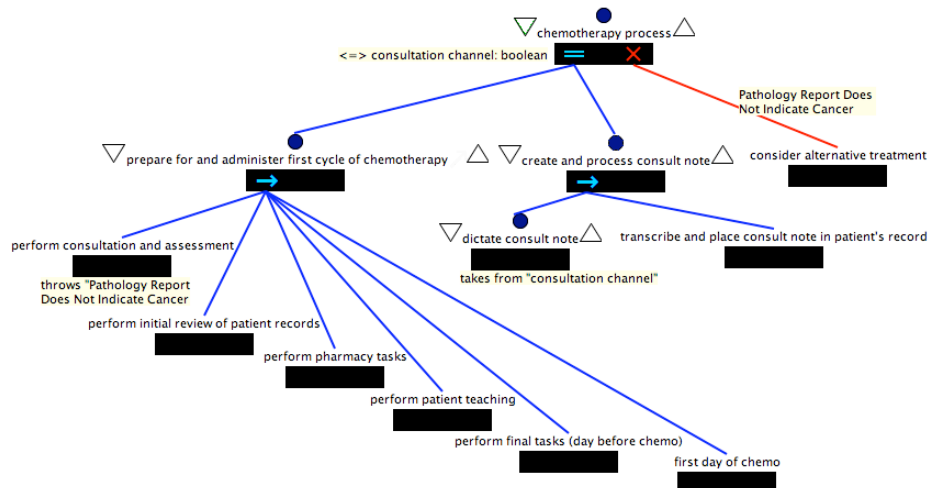 chemotherapy process
<=> consultation channel: boolean
Pathology Report Does
Not Indicate Cancer
prepare for and administer first cycle of chemotherapy
create and process consult note
consider alternative treatment
perform consultation and assessment
throws "Pathology Report
Does Not Indicate Cancer
dictate consult note
takes from "consultation channel"
transcribe and place consult note in patient's record
perform initial review of patient records
perform pharmacy tasks
perform patient teaching
perform final tasks (day before chemo)
first day of chemo